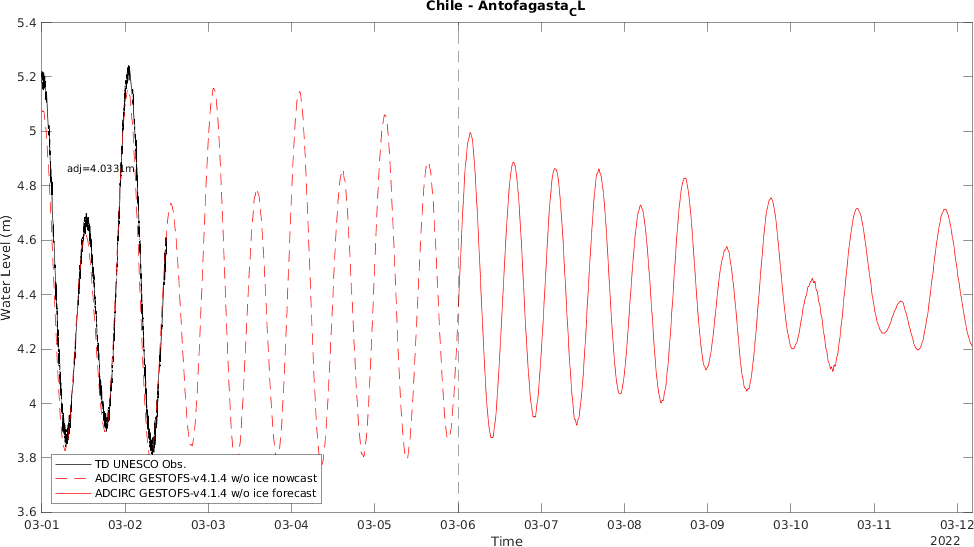 Chile - Antofagasta_CL
5.4
5.2
5
4.8
4.6
4.4
4.2
4
3.8
3.6
Water Level (m)
adj=4.0331m
TD UNESCO Obs.
ADCIRC GESTOFS-v4.1.4 w/o ice nowcast
ADCIRC GESTOFS-v4.1.4 w/o ice forecast
03-01 03-02 03-03 03-04 03-05 03-06 03-07 03-08 03-09 03-10 03-11 03-12
Time
2022